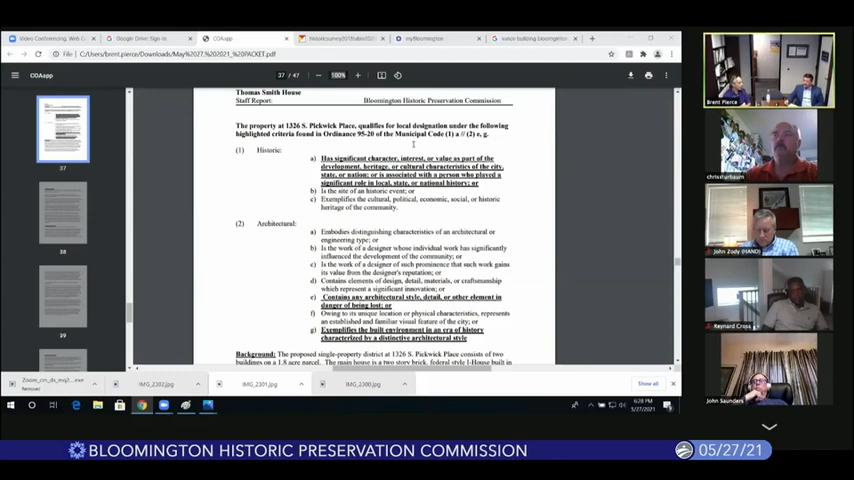 Video Conferencing, Web C
Google Drive: Sign-in
COAapp
historicsurvey2018fabio2020
myBloomington
vance building bloomington
File
C:/Users/brent.pierce/Downloads/May%2027,%202021_%20PACKET.pdf
COAapp
37 / 47
100%
37
38
39
Thomas Smith House
Staff Report: Bloomington Historic Preservation Commission
The property at 1326 S. Pickwick Place, qualifies for local designation under the following
highlighted criteria found in Ordinance 95-20 of the Municipal Code (1) a // (2) e, g.
(1) Historic:
a) Has significant character, interest, or value as part of the
development, heritage, or cultural characteristics of the city,
state, or nation; or is associated with a person who played a
significant role in local, state, or national history; or
b) Is the site of an historic event; or
c) Exemplifies the cultural, political, economic, social, or historic
heritage of the community.
(2) Architectural:
a) Embodies distinguishing characteristics of an architectural or
engineering type; or
b) Is the work of a designer whose individual work has significantly
influenced the development of the community; or
c) Is the work of a designer of such prominence that such work gains
its value from the designer's reputation; or
d) Contains elements of design, detail, materials, or craftsmanship
which represent a significant innovation; or
e) Contains any architectural style, detail, or other element in
danger of being lost; or
f) Owing to its unique location or physical characteristics, represents
an established and familiar visual feature of the city; or
g) Exemplifies the built environment in an era of history
characterized by a distinctive architectural style
Background: The proposed single-property district at 1326 S. Pickwick Place consists of two
buildings on a 1.8 acre parcel. The main house is a two story brick, federal style I-House built in
Removed
IMG_2302.jpg
IMG_2301.jpg
IMG_2300.jpg
Show all
6:28 PM
5/27/2021
Brent Pierce
chrissturbaum
John Zody (HAND)
Reynard Cross
John Saunders
BLOOMINGTON HISTORIC PRESERVATION COMMISSION
05/27/21